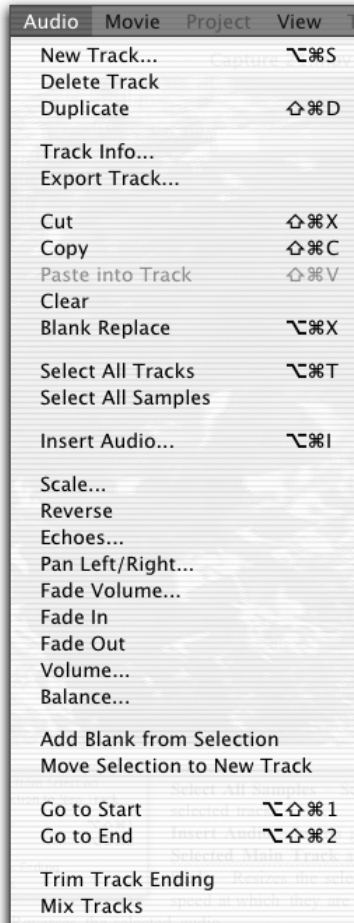 Audio Movie Project View
New Track... ⌥⌘S
Delete Track
Duplicate ⇧⌘D
Track Info...
Export Track...
Cut ⇧⌘X
Copy ⇧⌘C
Paste into Track ⇧⌘V
Clear
Blank Replace ⌥⌘X
Select All Tracks ⌥⌘T
Select All Samples
Insert Audio... ⌥⌘I
Scale...
Reverse
Echoes...
Pan Left/Right...
Fade Volume...
Fade In
Fade Out
Volume...
Balance...
Add Blank from Selection
Move Selection to New Track
Go to Start ⌥⇧⌘1
Go to End ⌥⇧⌘2
Trim Track Ending
Mix Tracks